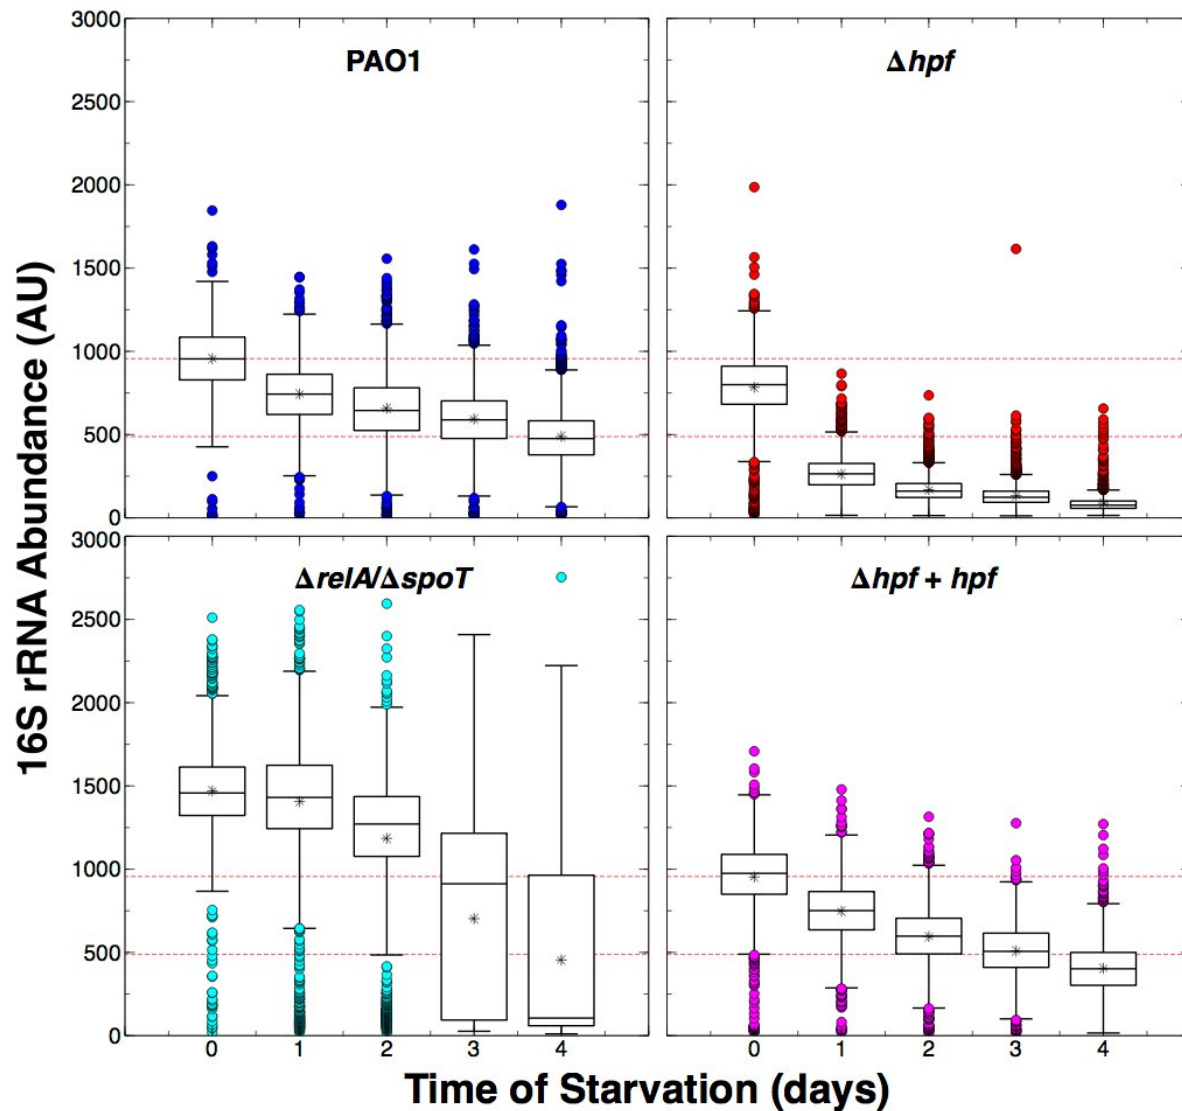 PAO1
Δhpf
3000
2500
2000
1500
1000
500
0
16S rRNA Abundance (AU)
ΔrelA/ΔspoT
Δhpf + hpf
3000
2500
2000
1500
1000
500
0
0 1 2 3 4
0 1 2 3 4
Time of Starvation (days)